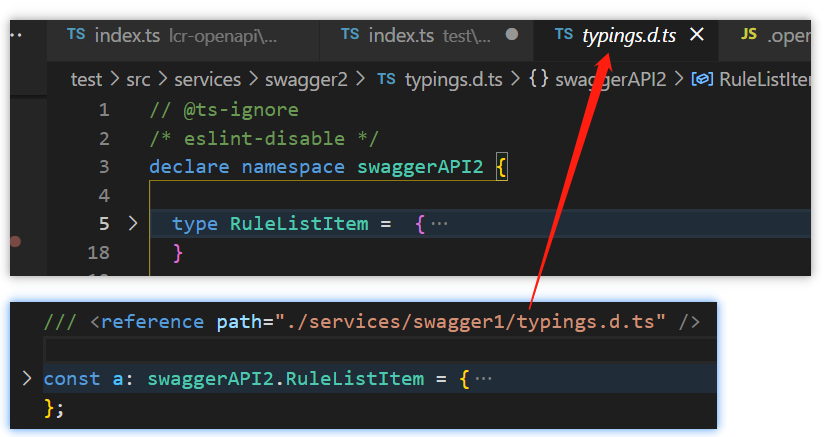 TS index.ts lcr-openapi\... TS index.ts test\... ● TS typings.d.ts × JS .oper
test > src > services > swagger2 > TS typings.d.ts > {} swaggerAPI2 > RuleListItem
1 // @ts-ignore
2 /* eslint-disable */
3 declare namespace swaggerAPI2 {
4
5 > type RuleListItem = {···
18 }
/// <reference path="./services/swagger1/typings.d.ts" />
> const a: swaggerAPI2.RuleListItem = {···
};